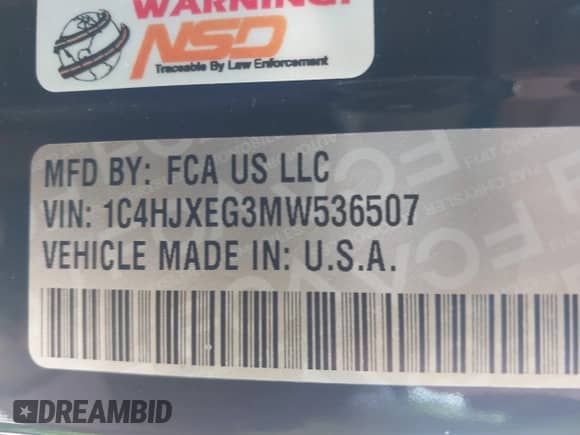 WARNING!
NSD
Traceable By Law Enforcement
MFD BY: FCA US LLC
VIN: 1C4HJXEG3MW536507
VEHICLE MADE IN: U.S.A.
DREAMBID